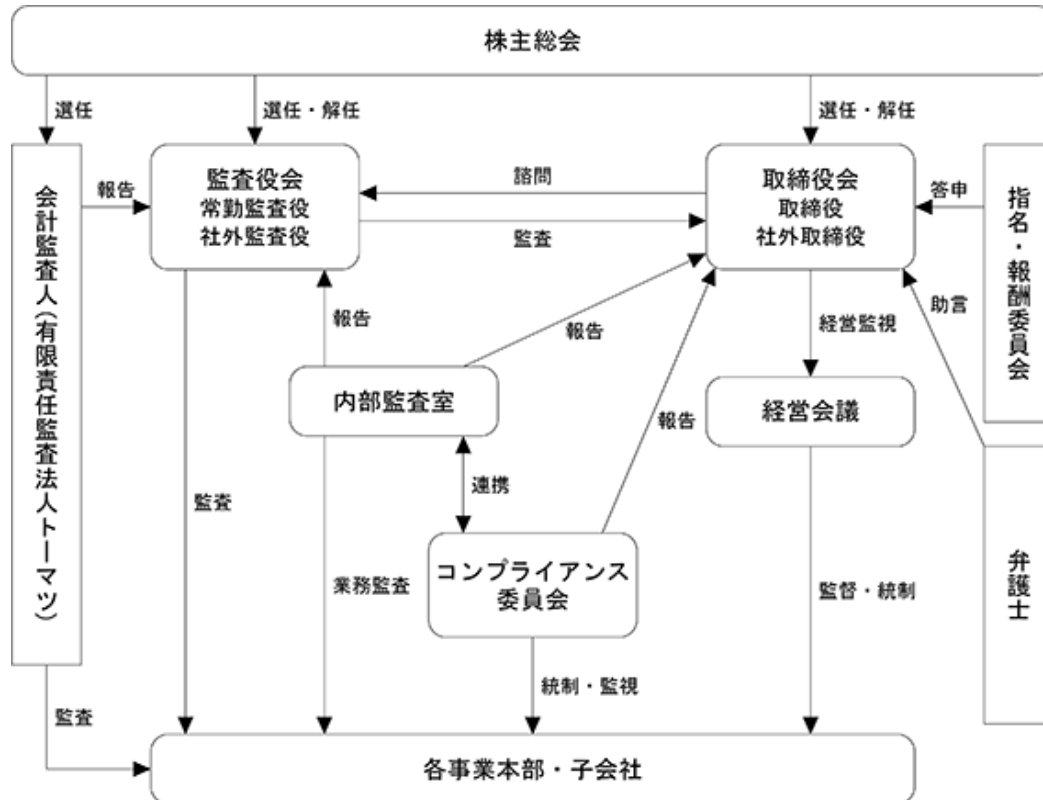 株主総会
選任
選任・解任
選任・解任
会計監査人(有限責任監査法人トーマツ)
報告
監査役会
常勤監査役
社外監査役
諮問
監査
取締役会
取締役
社外取締役
答申
指名・報酬委員会
報告
報告
経営監視
助言
内部監査室
経営会議
報告
連携
監査
業務監査
コンプライアンス
委員会
監督・統制
弁護士
統制・監視
監査
各事業本部・子会社